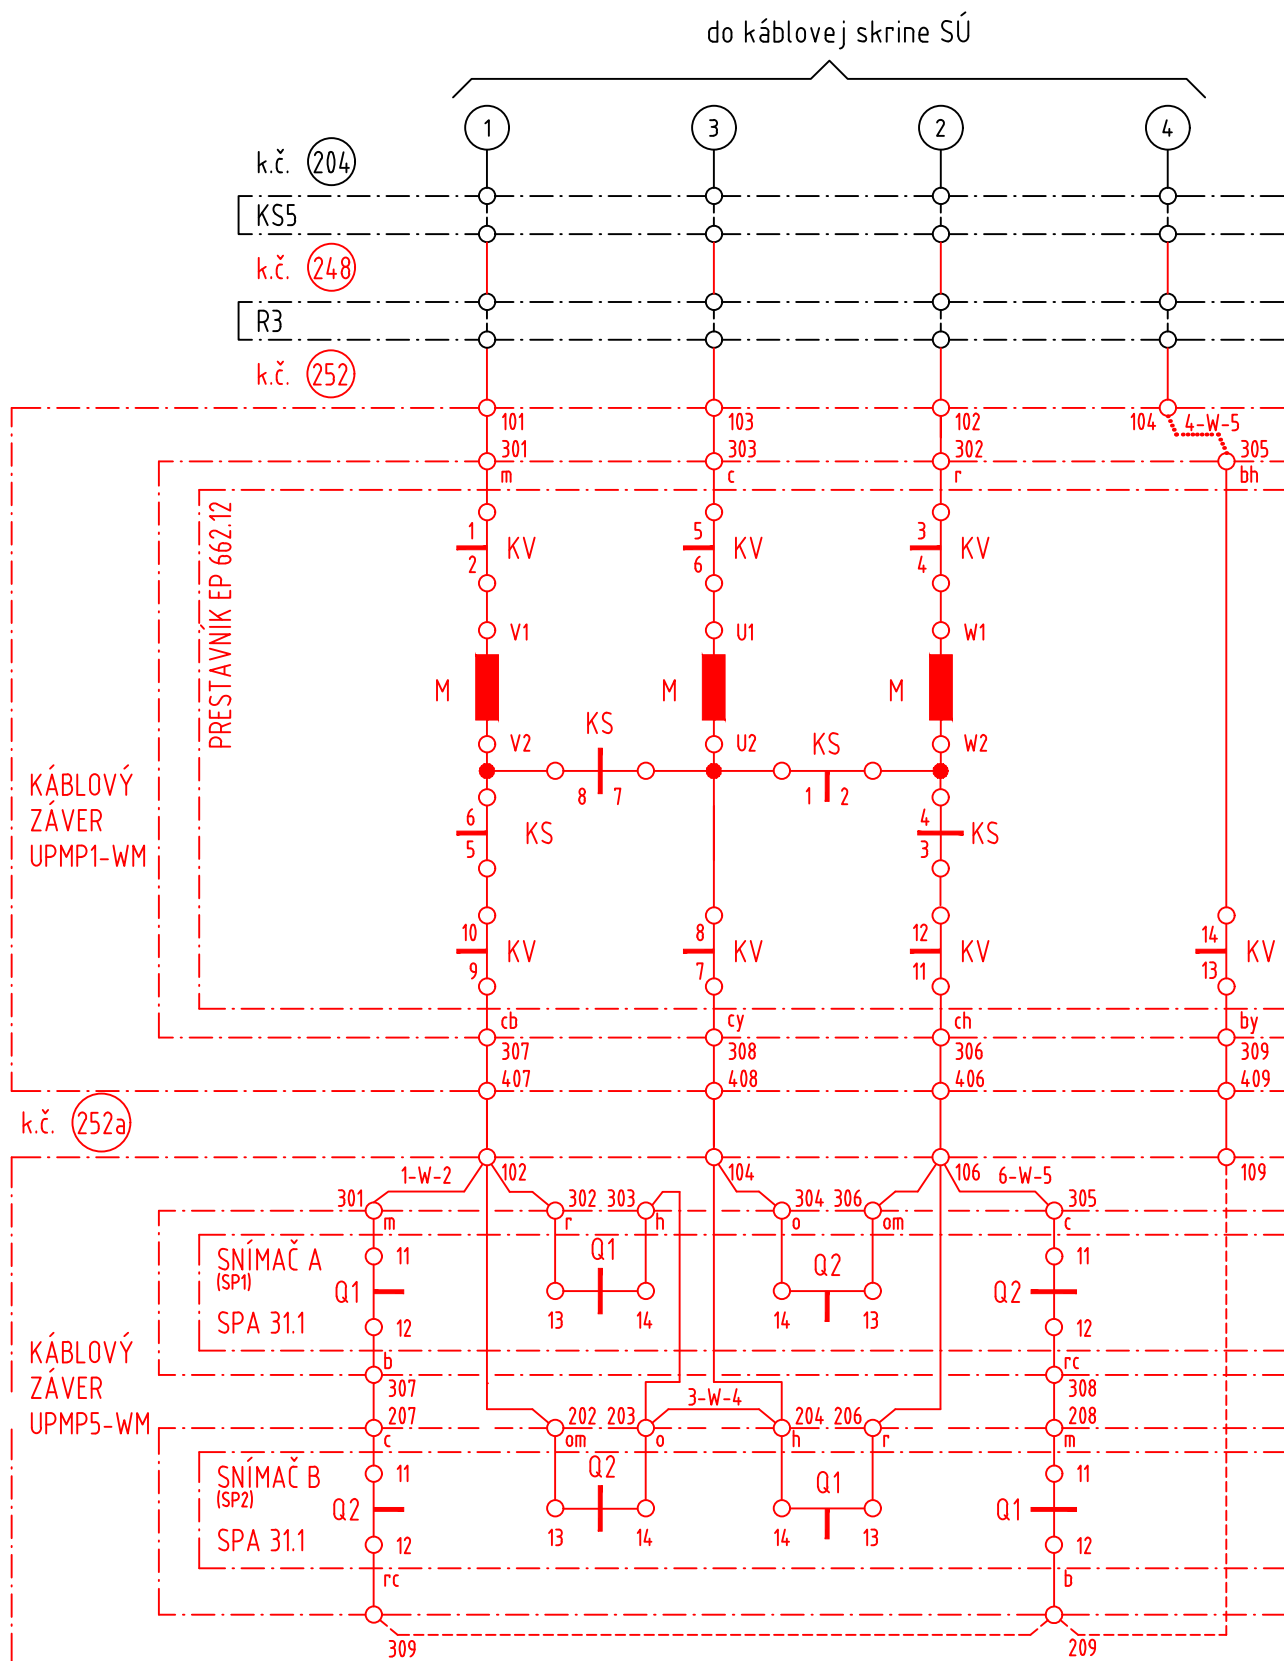 do káblovej skrine SÚ
1 3 2 4
k.č. 204
KS5
k.č. 248
R3
k.č. 252
101 103 102 104 4-W-5
301 303 302 305
m c r bh
PRESTAVNÍK EP 662.12
1 5 3
KV KV KV
2 6 4
V1 U1 W1
M M M
KS KS
V2 U2 W2
8 7 1 2
KÁBLOVÝ
ZÁVER
UPMP1-WM
6 4
KS KS
5 3
10 8 12 14
KV KV KV KV
9 7 11 13
cb cy ch by
307 308 306 309
407 408 406 409
k.č. 252a
1-W-2 102 104 106 6-W-5 109
301 302 303 304 306 305
m r h o om c
SNÍMAČ A
(SP1)
SPA 31.1
11 Q1 Q2 11
Q1 Q2
13 14 14 13
12 12
b rc
307 308
KÁBLOVÝ
ZÁVER
UPMP5-WM
3-W-4
207 202 203 204 206 208
c om o h r m
SNÍMAČ B
(SP2)
SPA 31.1
11 Q2 Q1 11
Q2 Q1
13 14 14 13
12 12
rc b
309 209